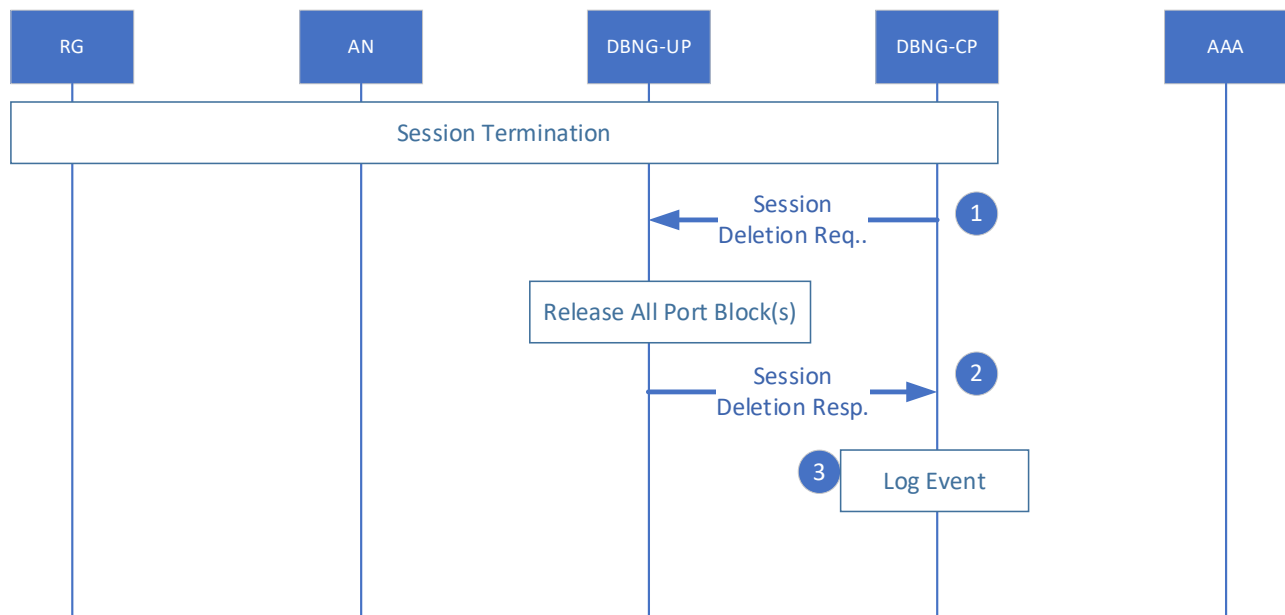 RG
AN
DBNG-UP
DBNG-CP
AAA
Session Termination
Session
Deletion Req..
1
Release All Port Block(s)
Session
Deletion Resp.
2
3
Log Event